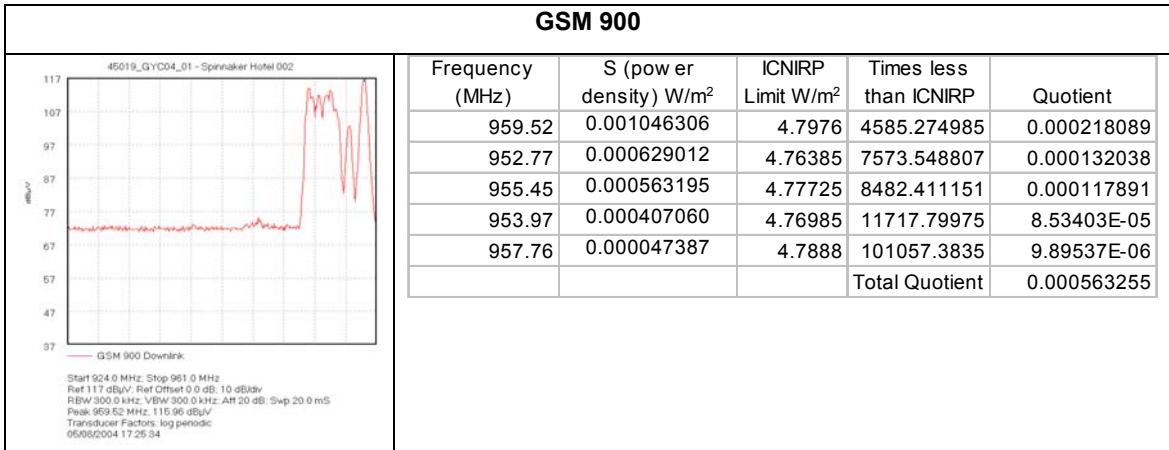 GSM 900
45019_GYC04_01 - Spinnaker Hotel 002
117
107
97
87
77
67
57
47
37
dBµV
GSM 900 Downlink
Start 924.0 MHz; Stop 961.0 MHz
Ref 117 dBµV; Ref Offset 0.0 dB; 10 dB/div
RBW 300.0 kHz; VBW 300.0 kHz; Att 20 dB; Swp 20.0 mS
Peak 959.52 MHz, 115.96 dBµV
Transducer Factors: log periodic
05/08/2004 17:25:34
Frequency (MHz) S (pow er density) W/m² ICNIRP Limit W/m² Times less than ICNIRP Quotient
959.52 0.001046306 4.7976 4585.274985 0.000218089
952.77 0.000629012 4.76385 7573.548807 0.000132038
955.45 0.000563195 4.77725 8482.411151 0.000117891
953.97 0.000407060 4.76985 11717.79975 8.53403E-05
957.76 0.000047387 4.7888 101057.3835 9.89537E-06
Total Quotient 0.000563255